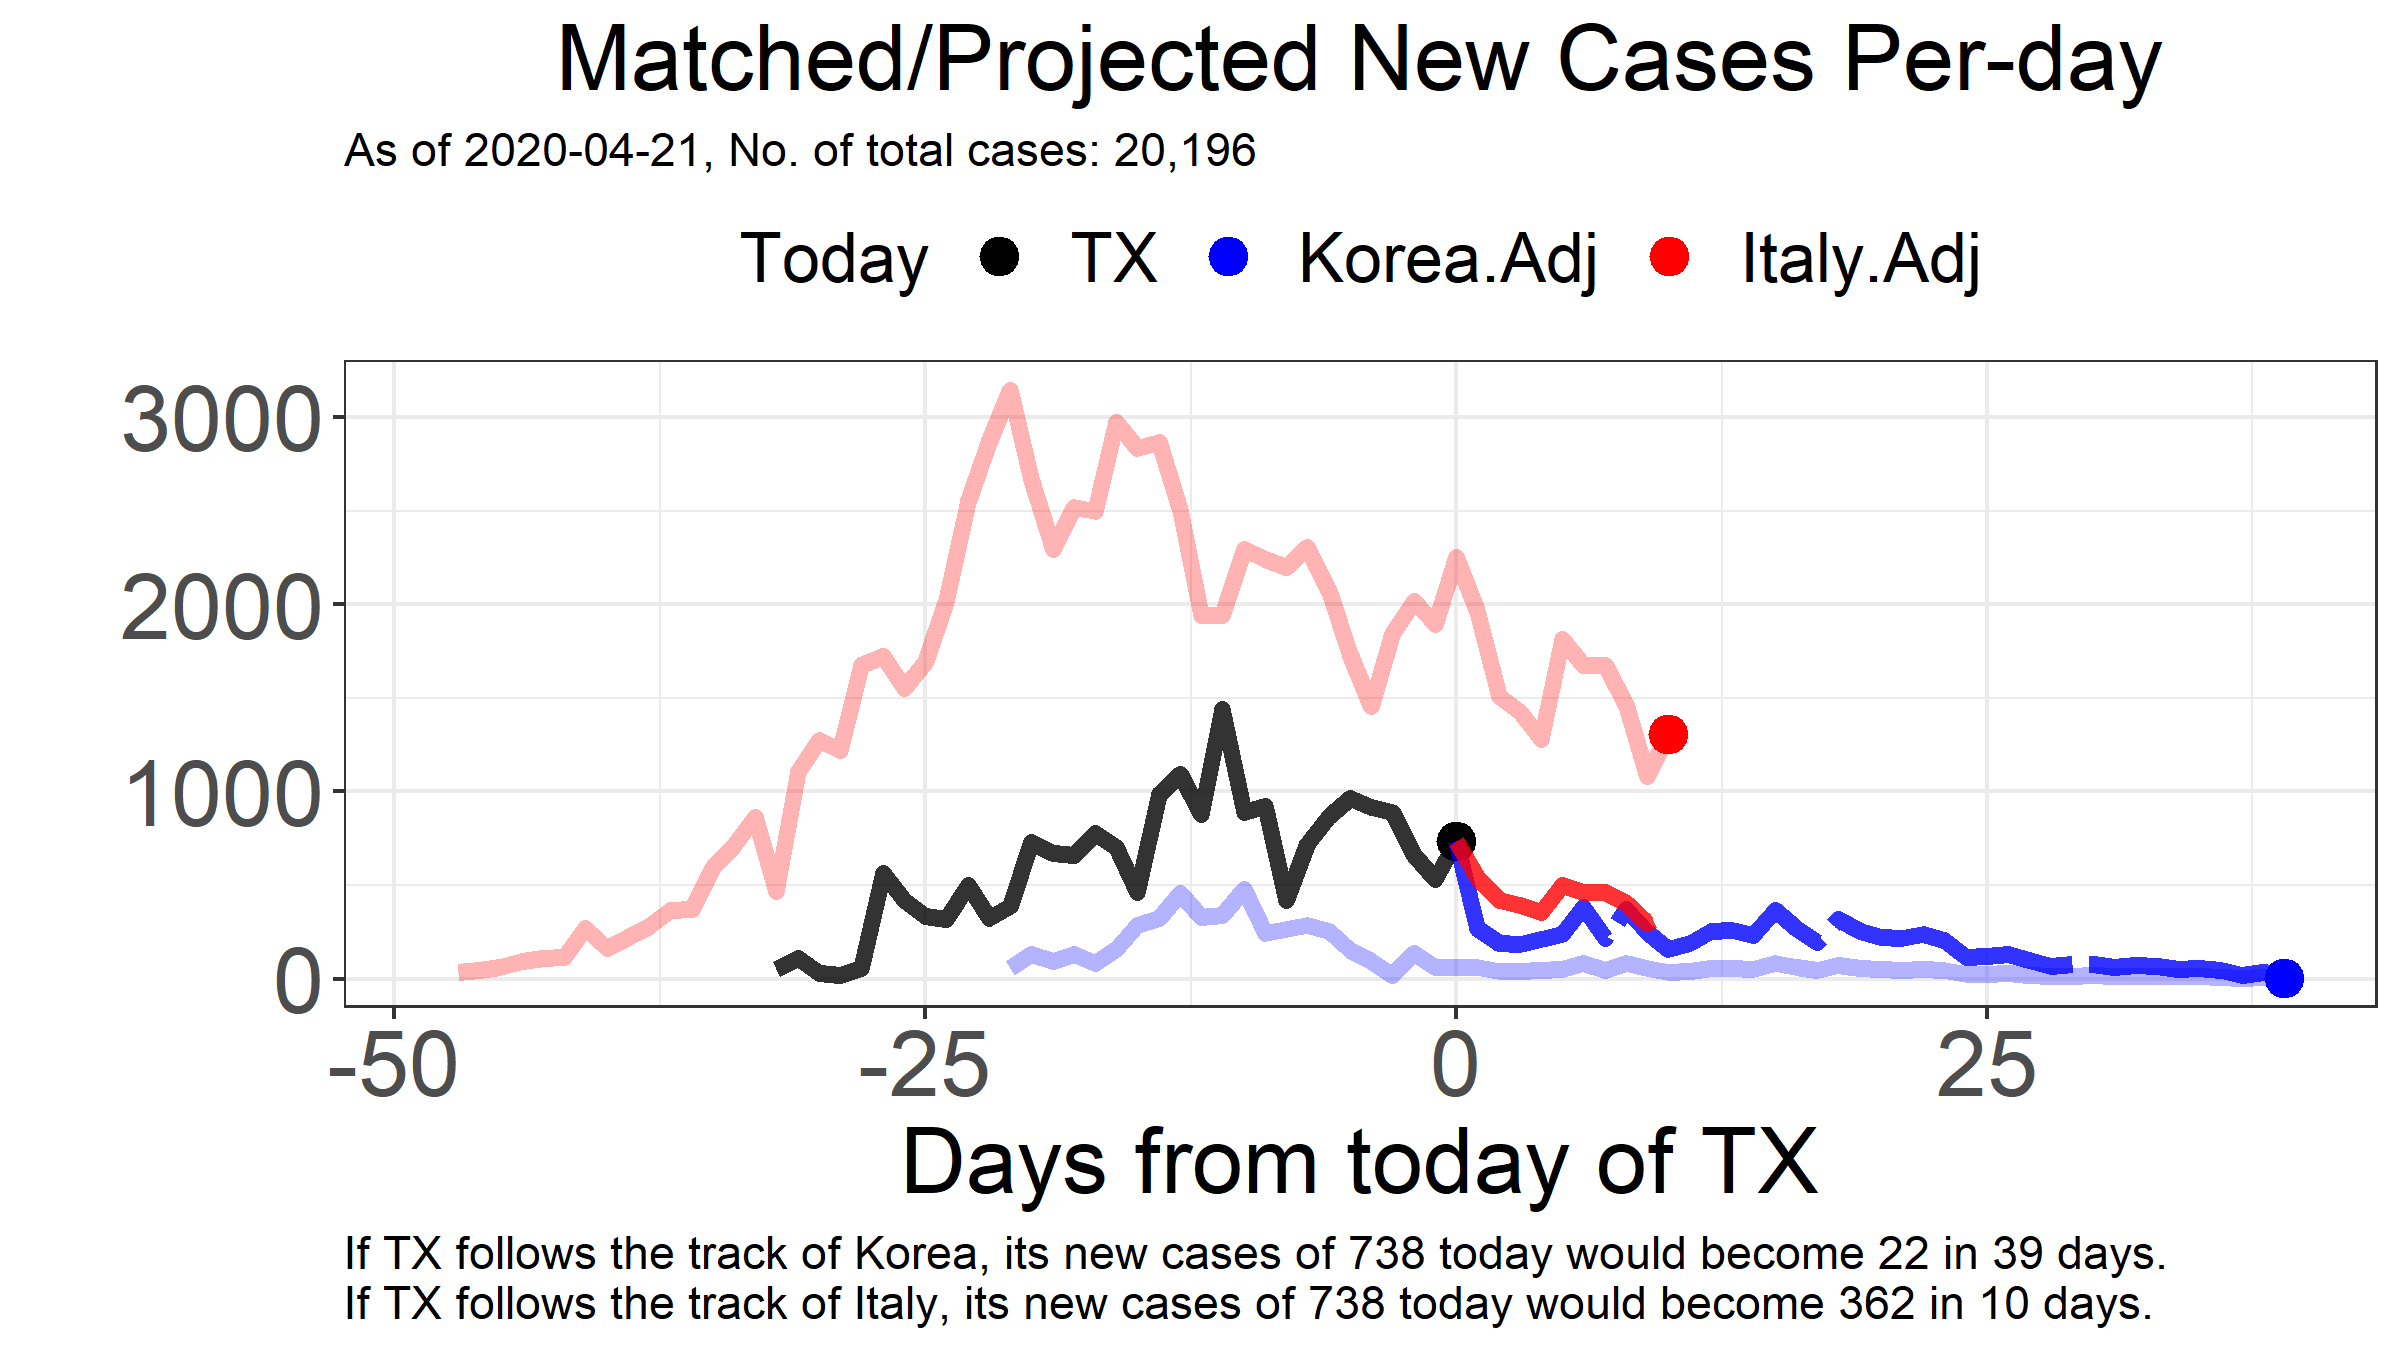 Matched/Projected New Cases Per-day
As of 2020-04-21, No. of total cases: 20,196
Today TX Korea.Adj Italy.Adj
3000
2000
1000
0
-50 -25 0 25
Days from today of TX
If TX follows the track of Korea, its new cases of 738 today would become 22 in 39 days.
If TX follows the track of Italy, its new cases of 738 today would become 362 in 10 days.